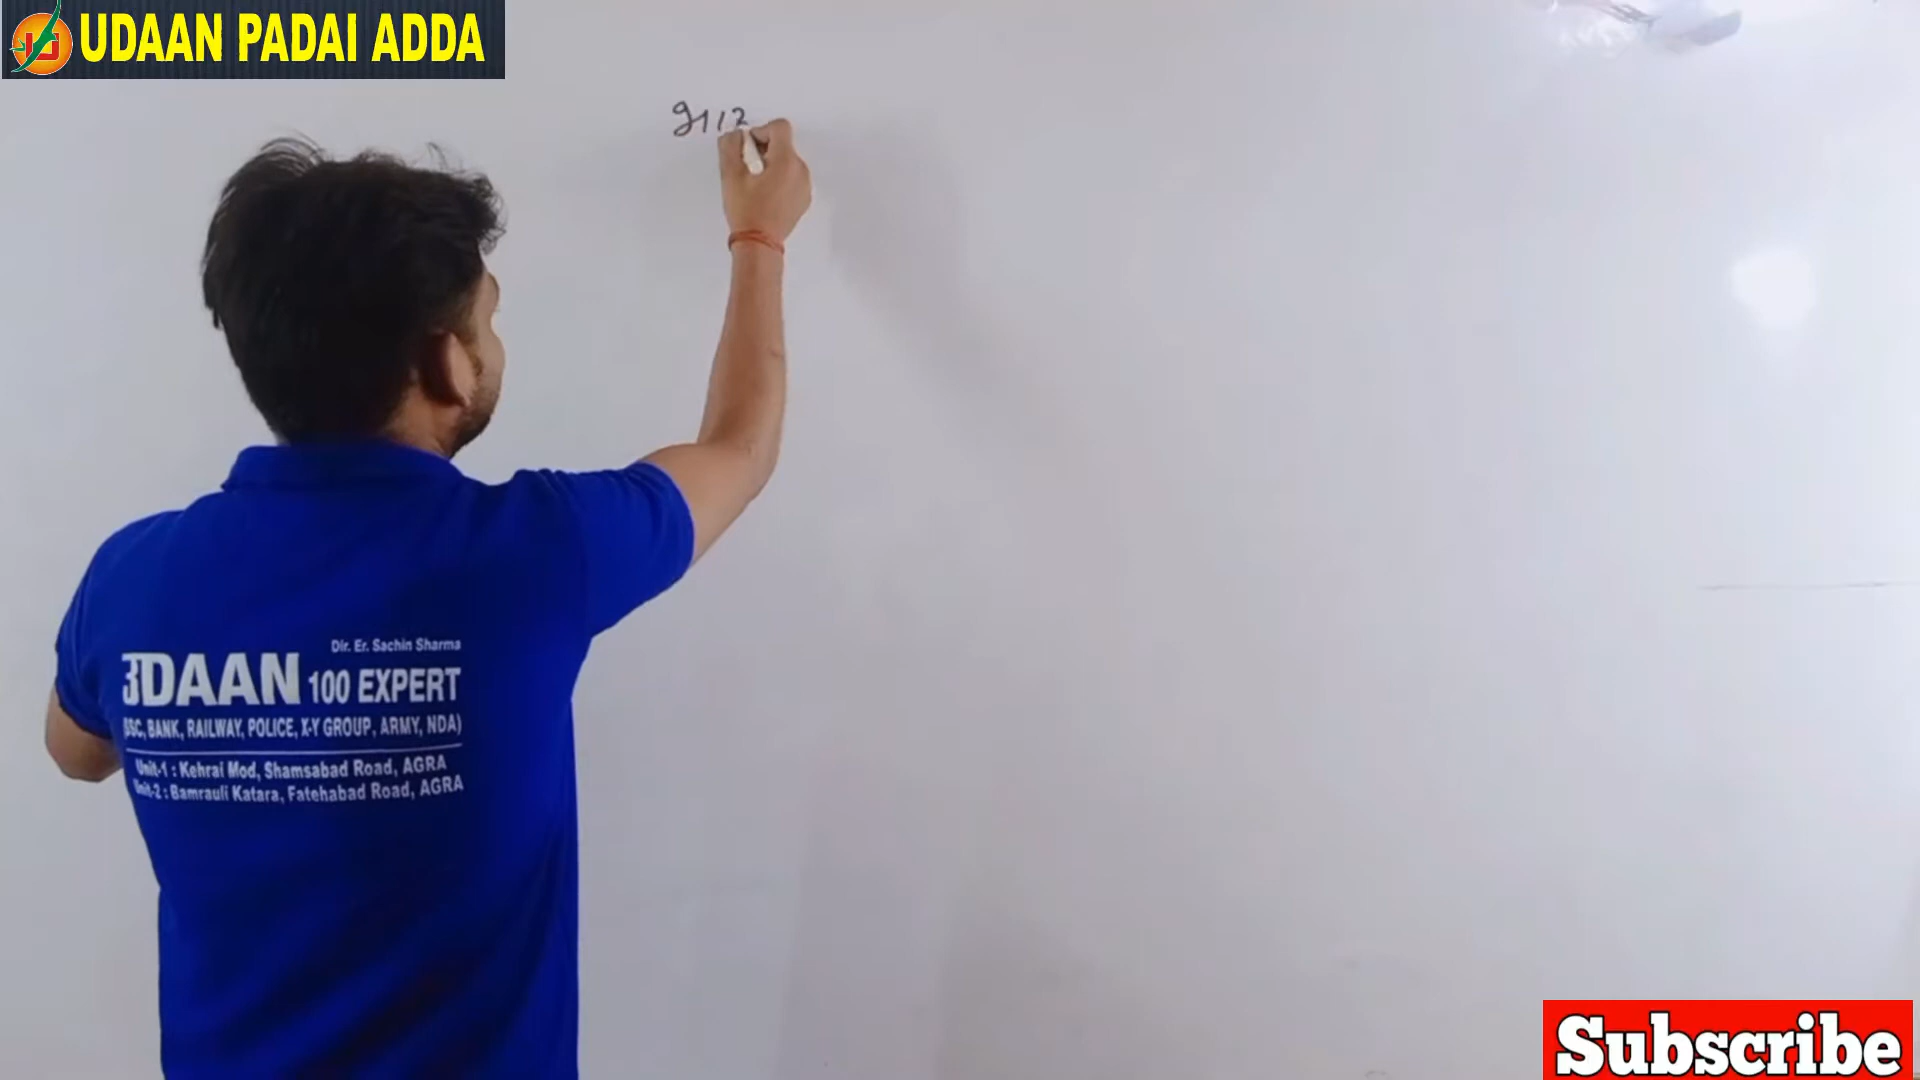 UDAAN PADAI ADDA
Dir. Er. Sachin Sharma
उDAAN 100 EXPERT
(SSC, BANK, RAILWAY, POLICE, X-Y GROUP, ARMY, NDA)
Unit-1 : Kehrai Mod, Shamsabad Road, AGRA
Unit-2 : Bamrauli Katara, Fatehabad Road, AGRA
Subscribe